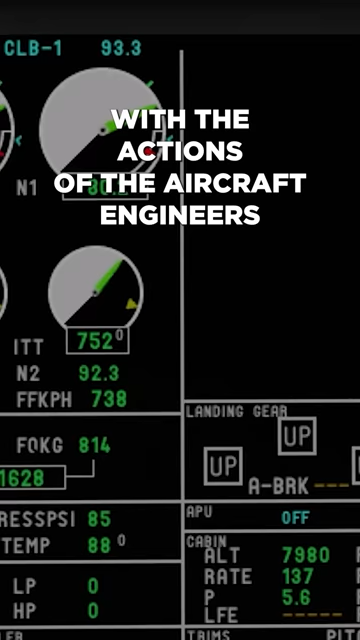 CLB-1 93.3
WITH THE
ACTIONS
OF THE AIRCRAFT
ENGINEERS
N1
ITT 752°
N2 92.3
FFKPH 738
LANDING GEAR
UP
UP
A-BRK
FQKG 814
1628
APU OFF
RESSPSI 85
TEMP 88°
CABIN
ALT 7980
RATE 137
P 5.6
LFE
LP 0
HP 0
TRIMS